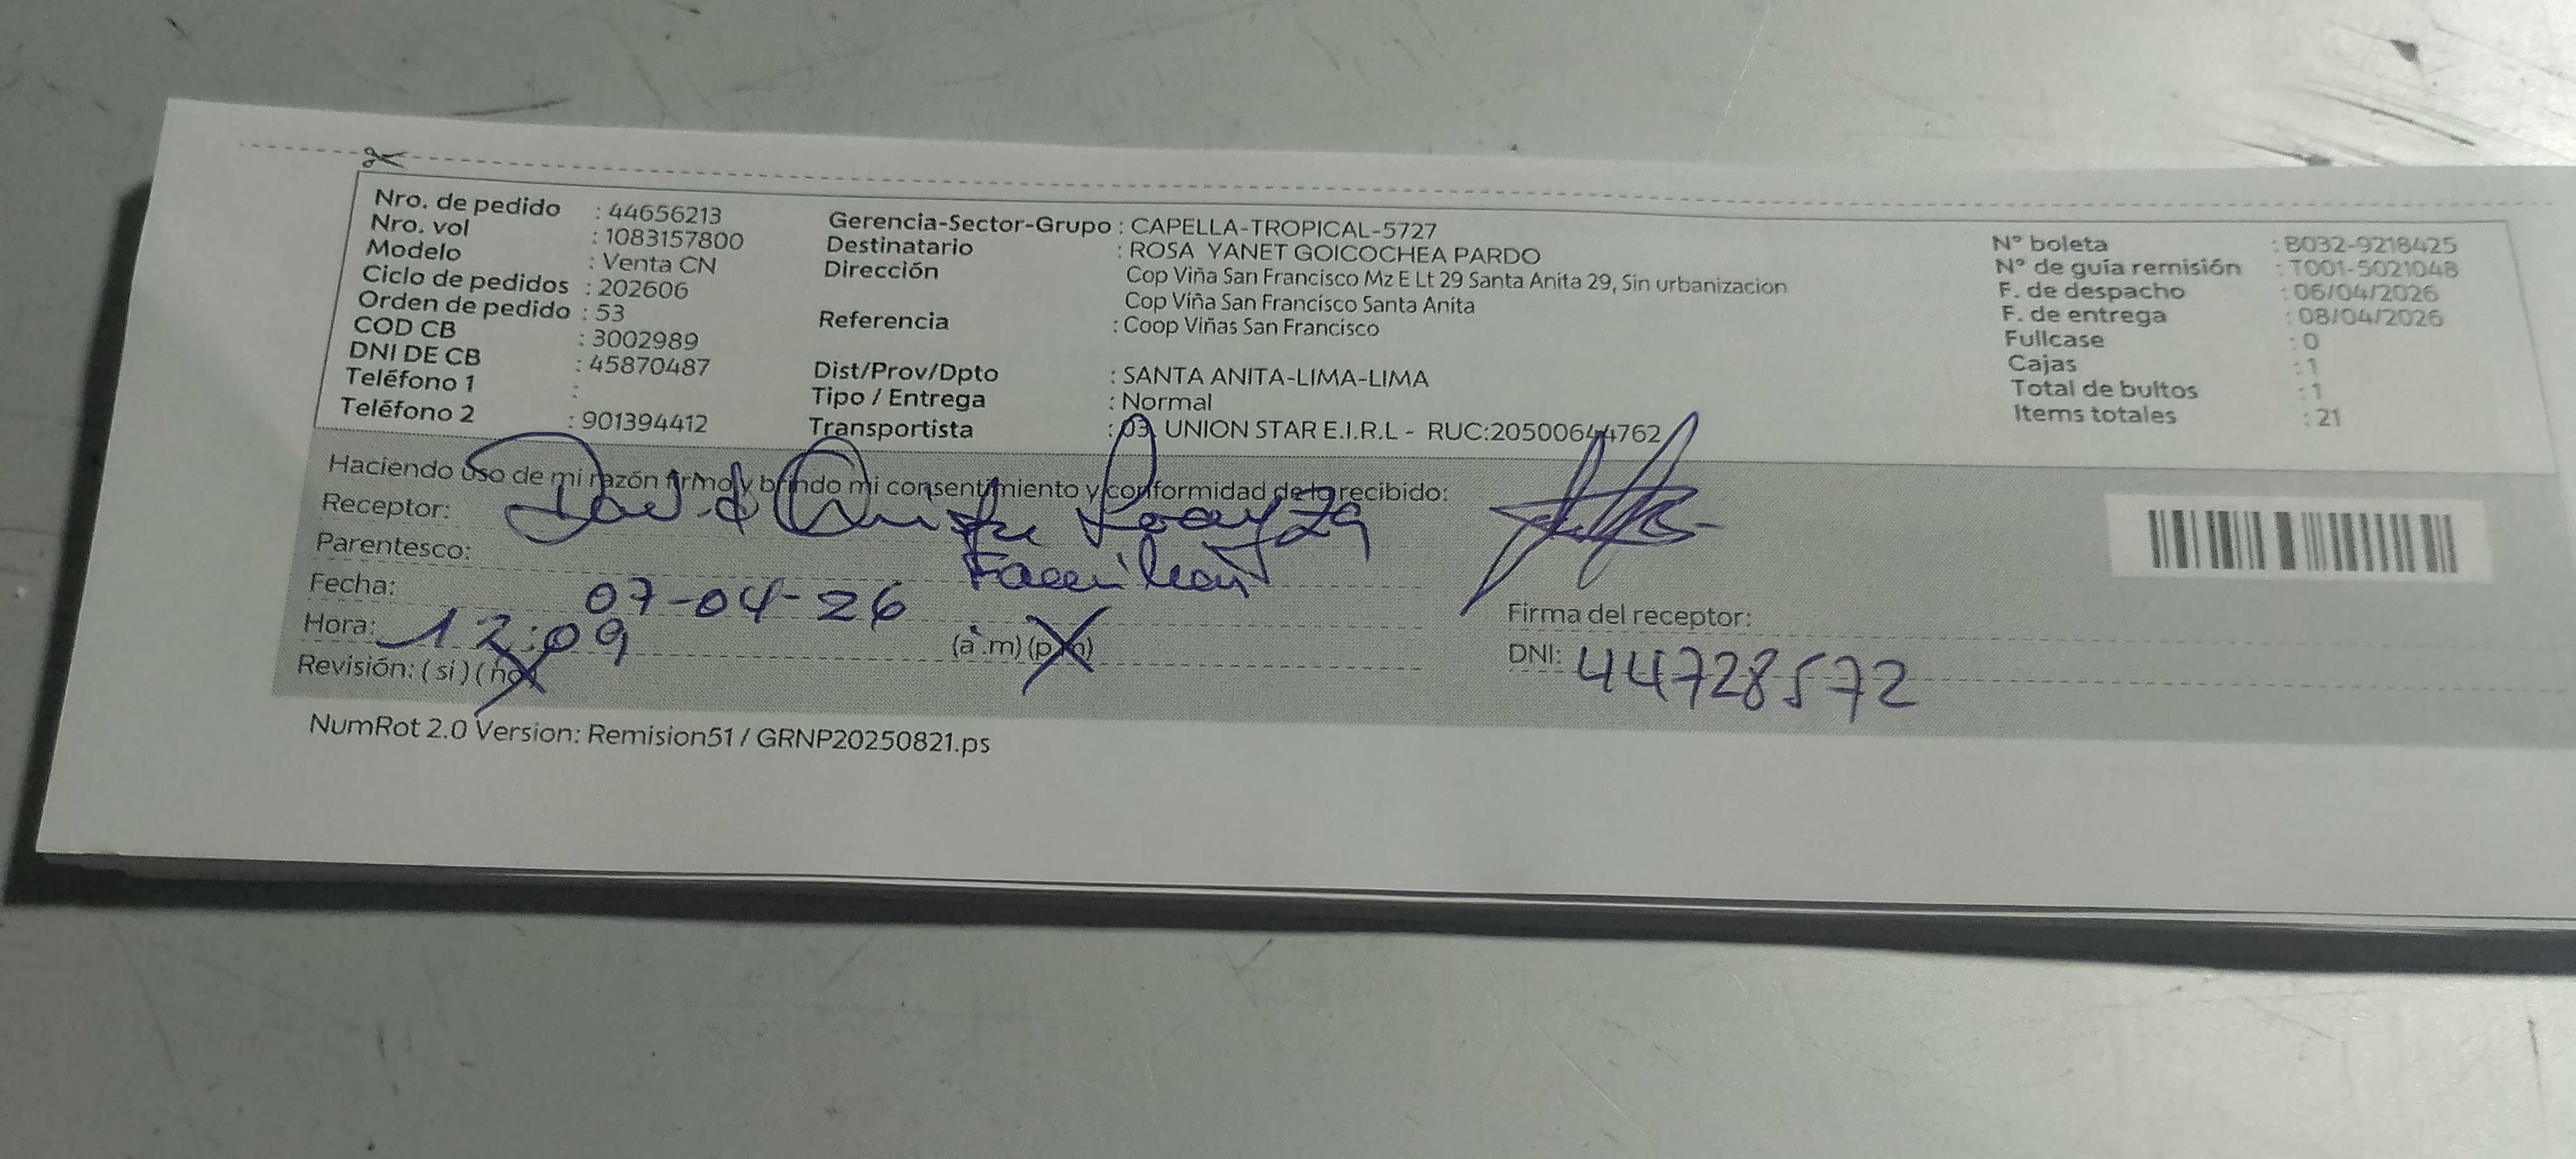 Nro. de pedido : 44656213
Nro. vol : 1083157800
Modelo : Venta CN
Ciclo de pedidos : 202606
Orden de pedido : 53
COD CB : 3002989
DNI DE CB : 45870487
Teléfono 1 :
Teléfono 2 : 901394412
Gerencia-Sector-Grupo : CAPELLA-TROPICAL-5727
Destinatario : ROSA YANET GOICOCHEA PARDO
Dirección Cop Viña San Francisco Mz E Lt 29 Santa Anita 29, Sin urbanizacion
Cop Viña San Francisco Santa Anita
Referencia : Coop Viñas San Francisco
Dist/Prov/Dpto : SANTA ANITA-LIMA-LIMA
Tipo / Entrega : Normal
Transportista : 03 UNION STAR E.I.R.L - RUC:20500644762
N° boleta : B032-9218425
N° de guía remisión : T001-5021048
F. de despacho : 06/04/2026
F. de entrega : 08/04/2026
Fullcase : 0
Cajas : 1
Total de bultos : 1
Items totales : 21
Haciendo uso de mi razón firmo y brindo mi consentimiento y conformidad de lo recibido:
Receptor: David Quispe Loayza
Parentesco: Familiar
Fecha: 07-04-26
Hora: 12:09 (a.m) (p.m)
Revisión: (si) (no)
Firma del receptor:
DNI: 44728572
NumRot 2.0 Version: Remision51 / GRNP20250821.ps